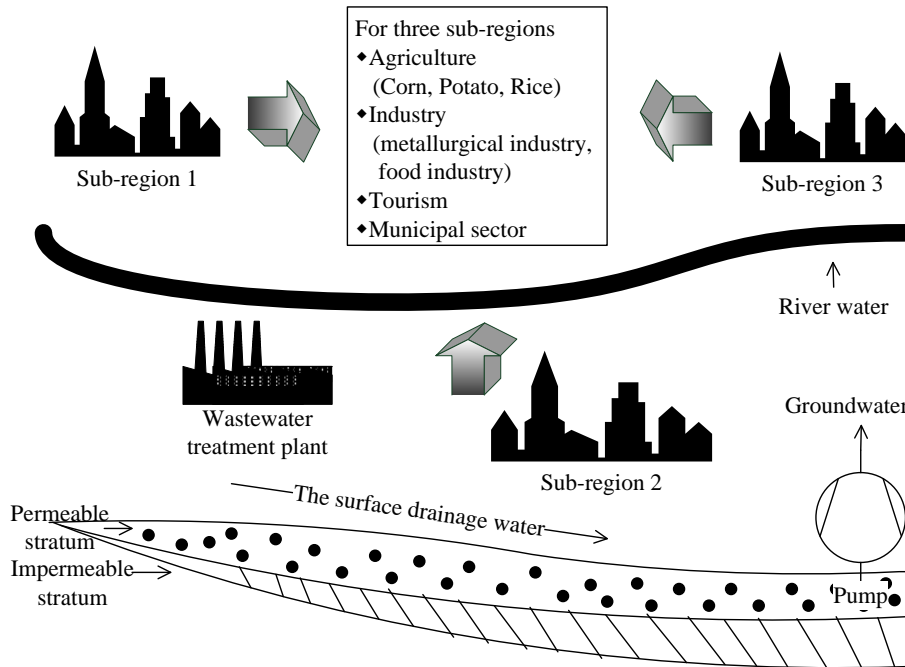 For three sub-regions
◆Agriculture
(Corn, Potato, Rice)
◆Industry
(metallurgical industry,
food industry)
◆Tourism
◆Municipal sector
Sub-region 1
Sub-region 3
River water
Wastewater
treatment plant
Sub-region 2
Groundwater
The surface drainage water
Permeable
stratum
Impermeable
stratum
Pump